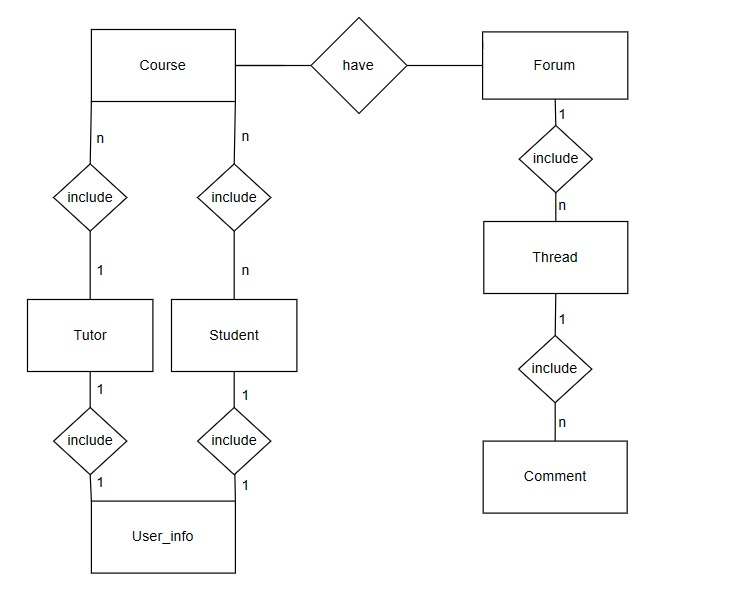 Course
have
Forum
1
include
n
n
n
include
include
1
n
Thread
Tutor
Student
1
1
1
include
n
include
include
1
1
Comment
User_info